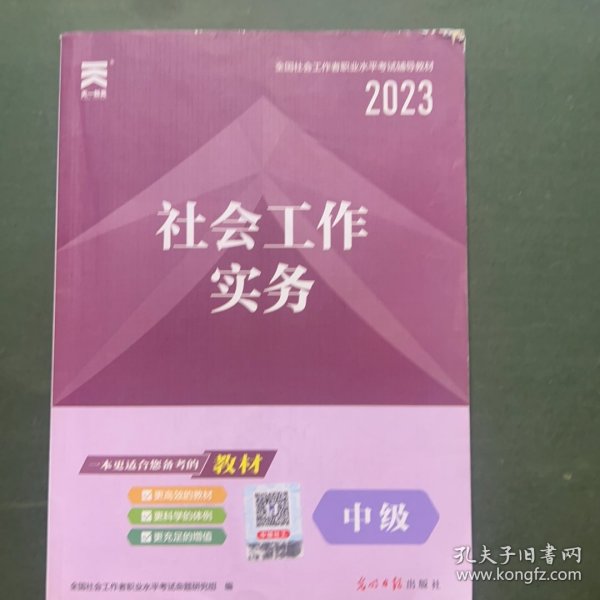 天一教育
全国社会工作者职业水平考试辅导教材
2023
社会工作
实务
一本更适合您备考的 教材
更高效的教材
更科学的体例
更充足的增值
中级
全国社会工作者职业水平考试命题研究组 编
光明日报出版社
孔夫子旧书网
www.kongfz.com